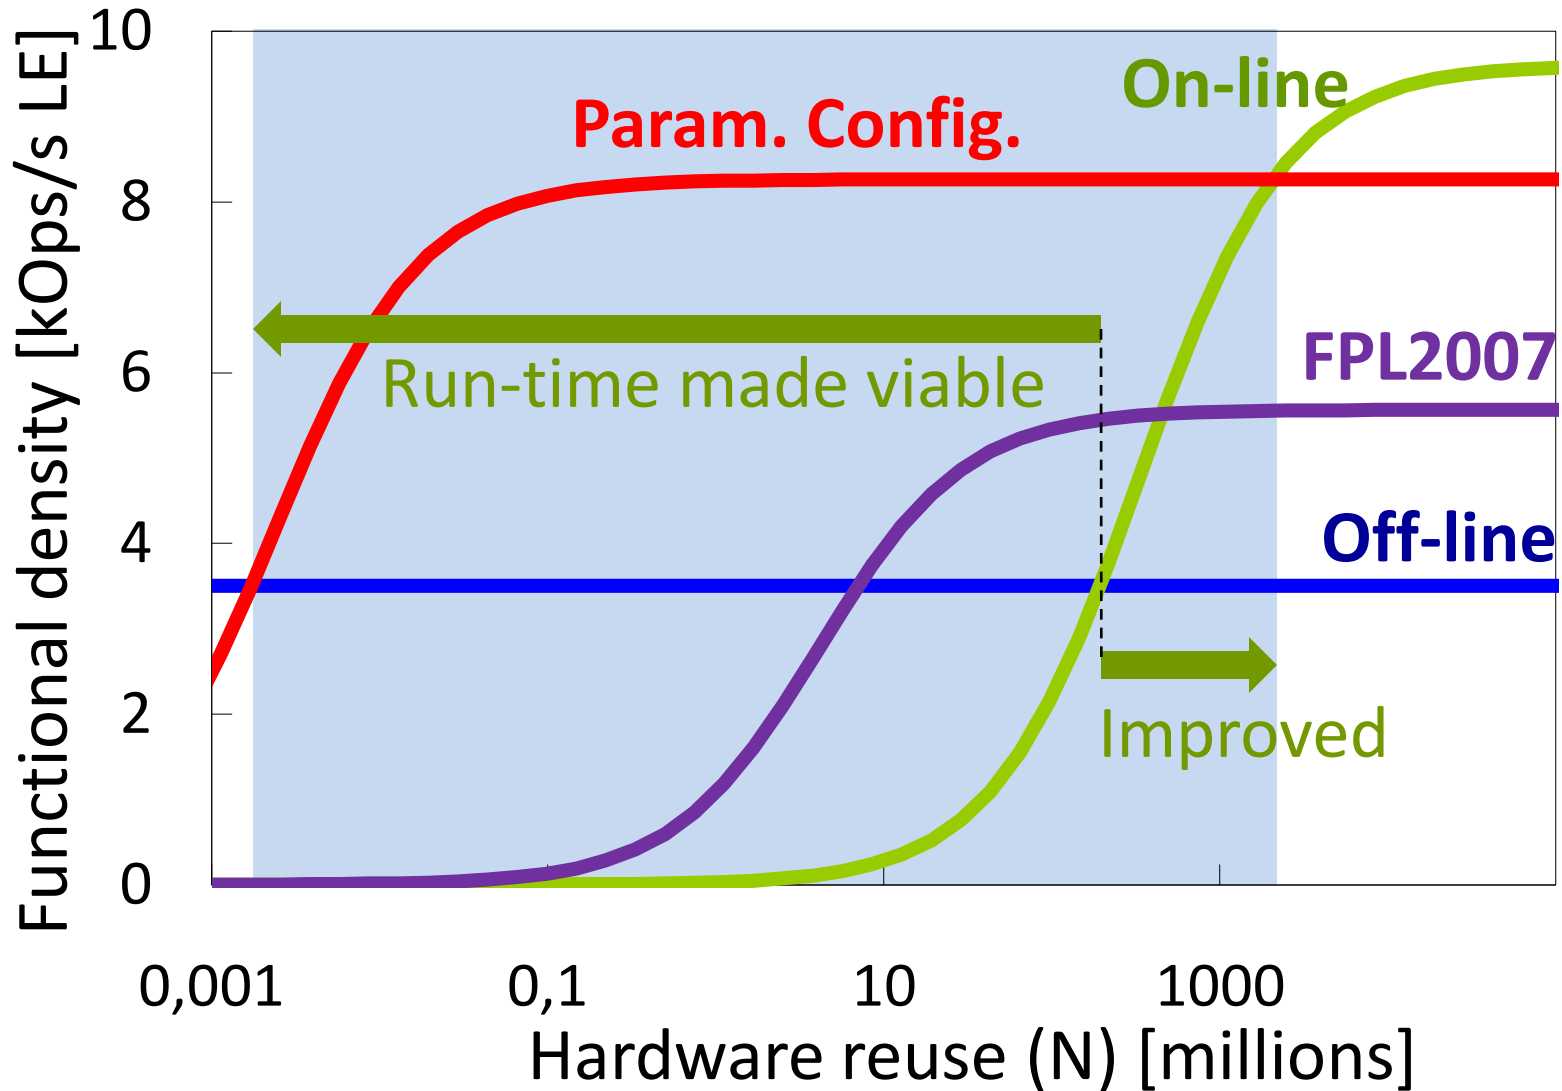 Functional density [kOps/s LE]
10
8
6
4
2
0
On-line
Param. Config.
Run-time made viable
FPL2007
Off-line
Improved
0,001
0,1
10
1000
Hardware reuse (N) [millions]